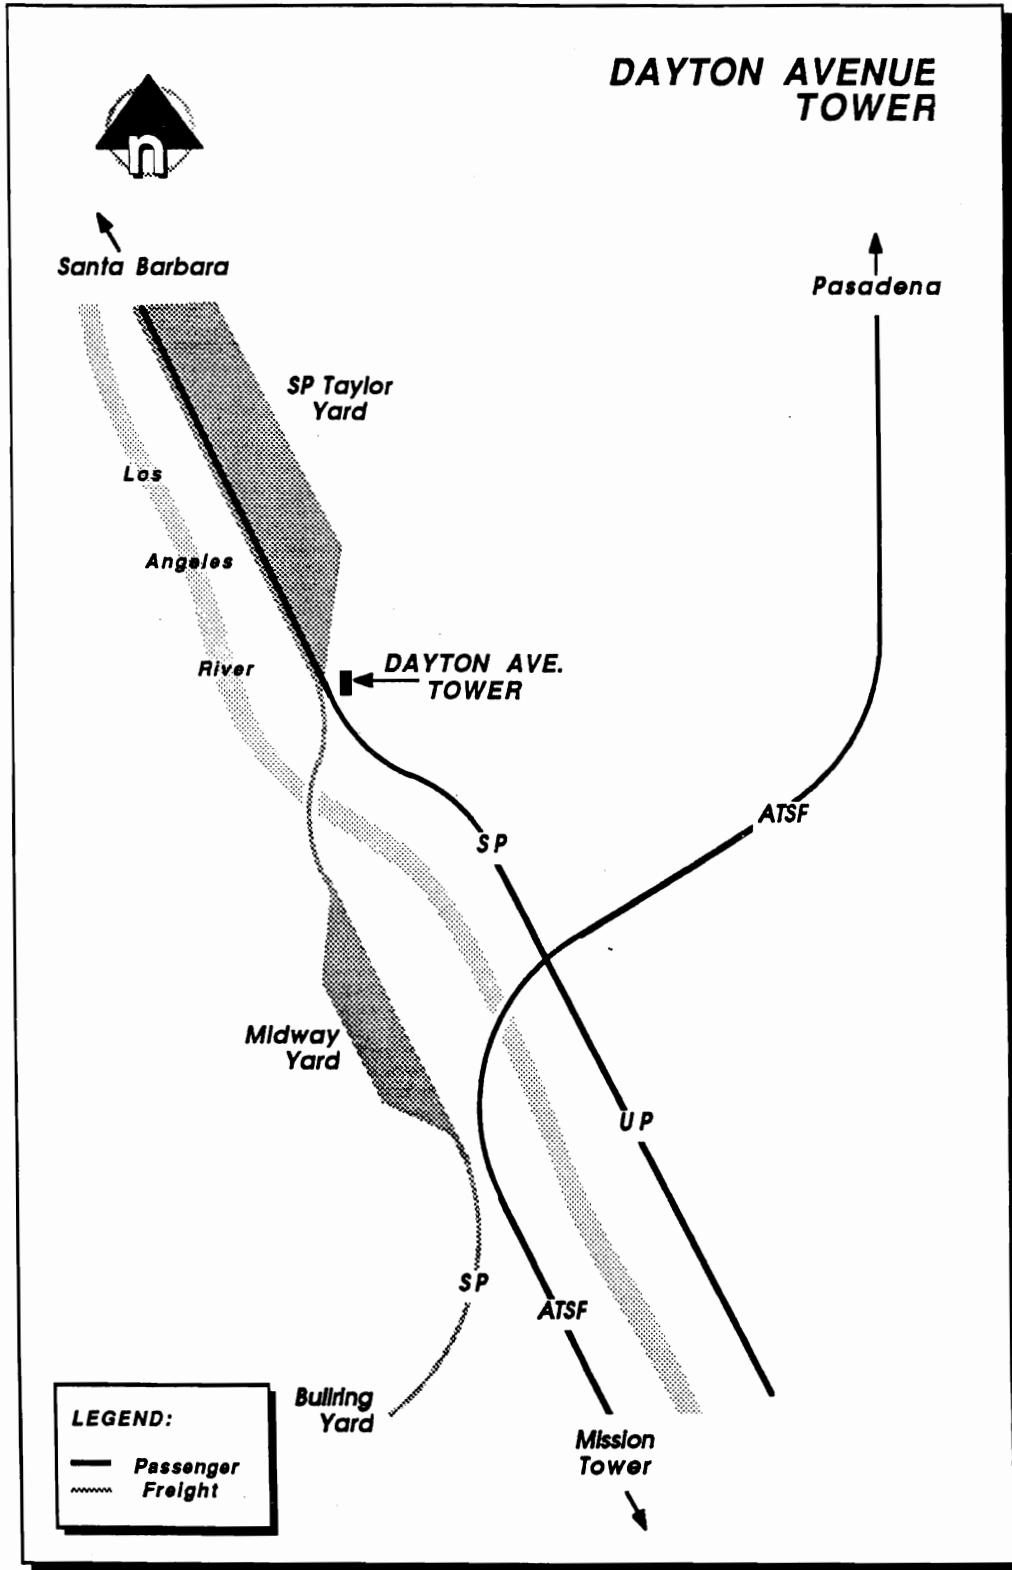 DAYTON AVENUE
TOWER
n
Santa Barbara
Pasadena
SP Taylor
Yard
Los
Angeles
River
DAYTON AVE.
TOWER
ATSF
SP
Midway
Yard
UP
SP
ATSF
Bullring
Yard
Mission
Tower
LEGEND:
Passenger
Freight